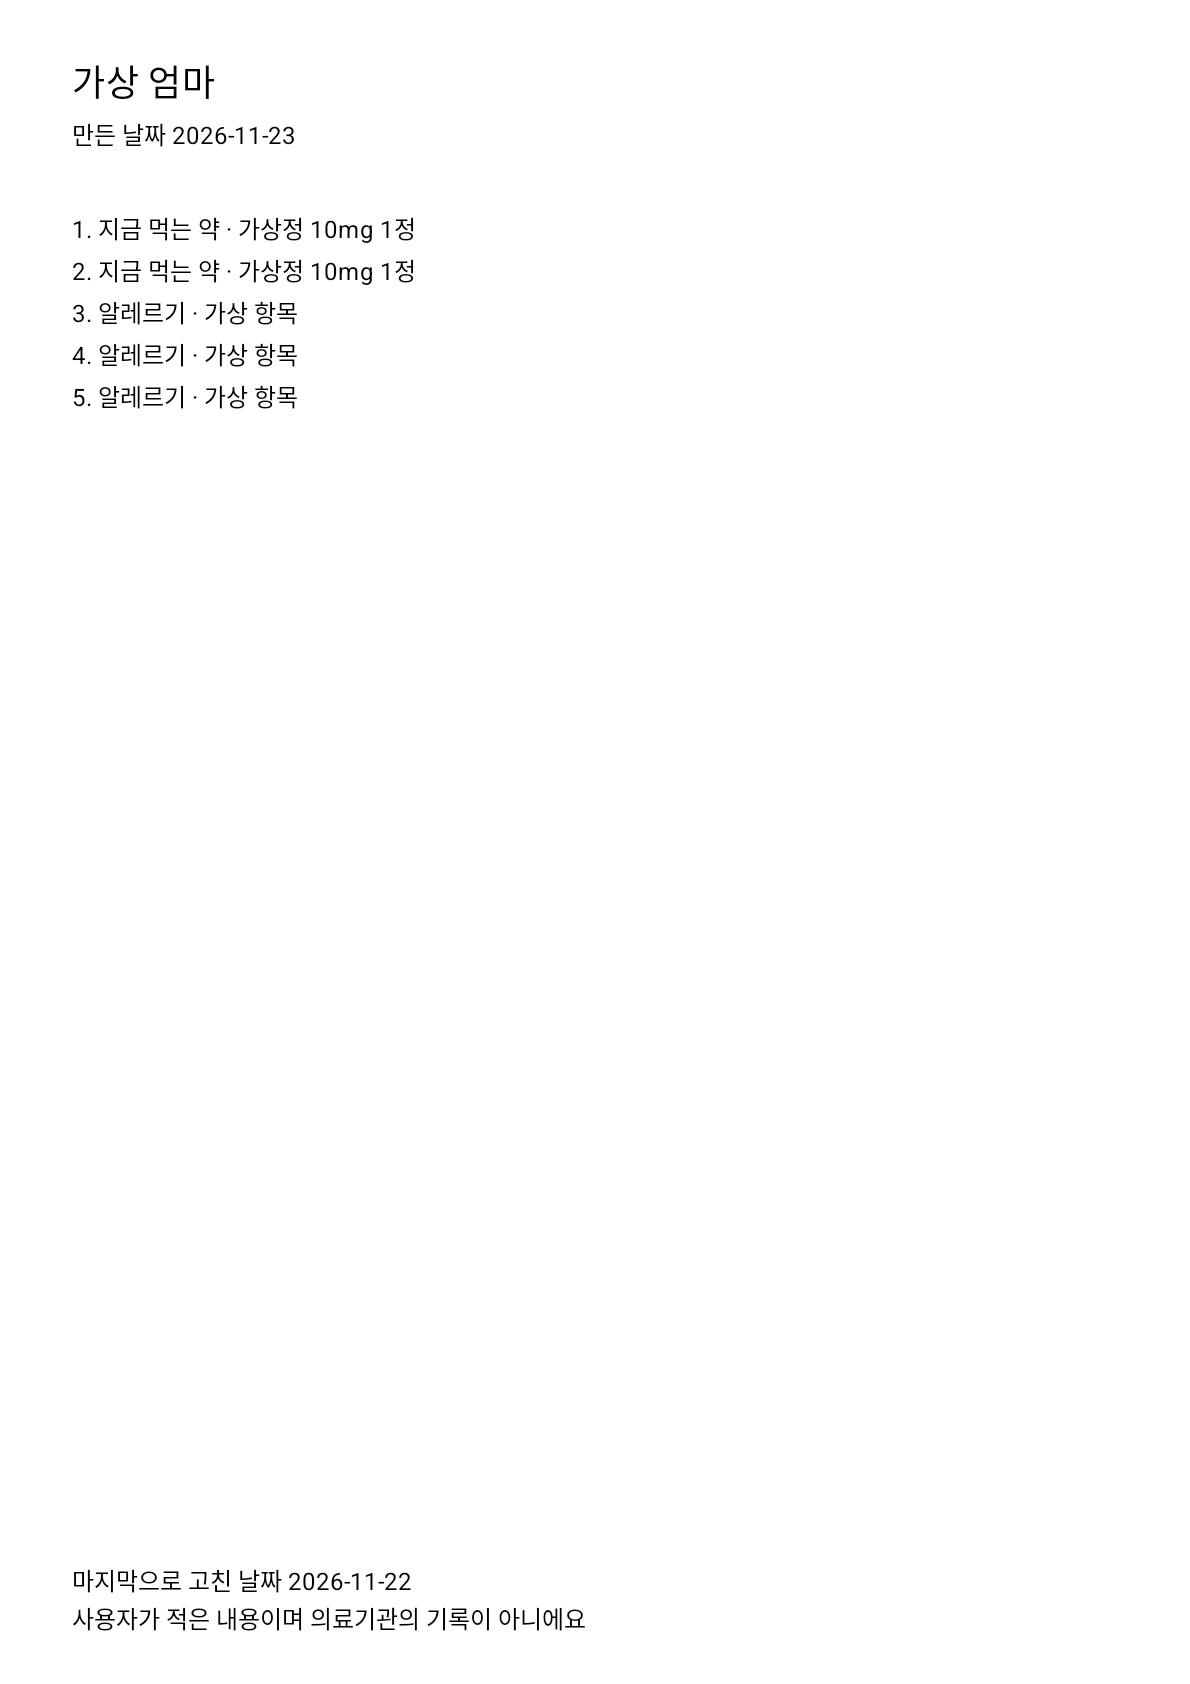 가상 엄마
만든 날짜 2026-11-23
1. 지금 먹는 약 · 가상정 10mg 1정
2. 지금 먹는 약 · 가상정 10mg 1정
3. 알레르기 · 가상 항목
4. 알레르기 · 가상 항목
5. 알레르기 · 가상 항목
마지막으로 고친 날짜 2026-11-22
사용자가 적은 내용이며 의료기관의 기록이 아니에요